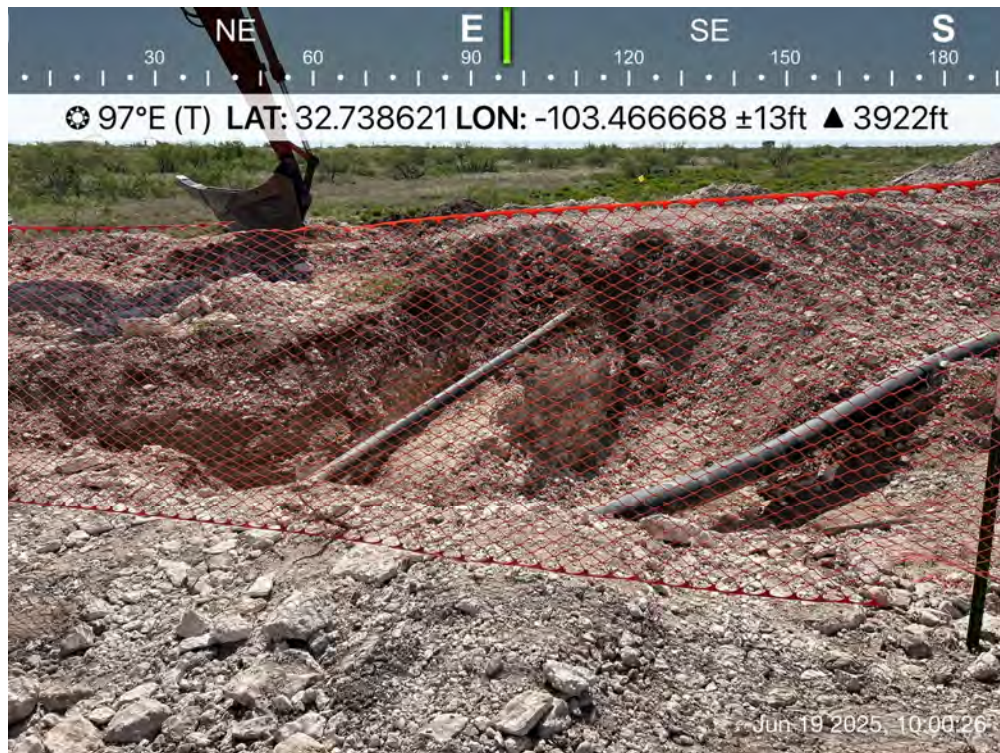 NE E SE S
30 60 90 120 150 180
97°E (T) LAT: 32.738621 LON: -103.466668 ±13ft ▲ 3922ft
Jun 19 2025, 10:00:26